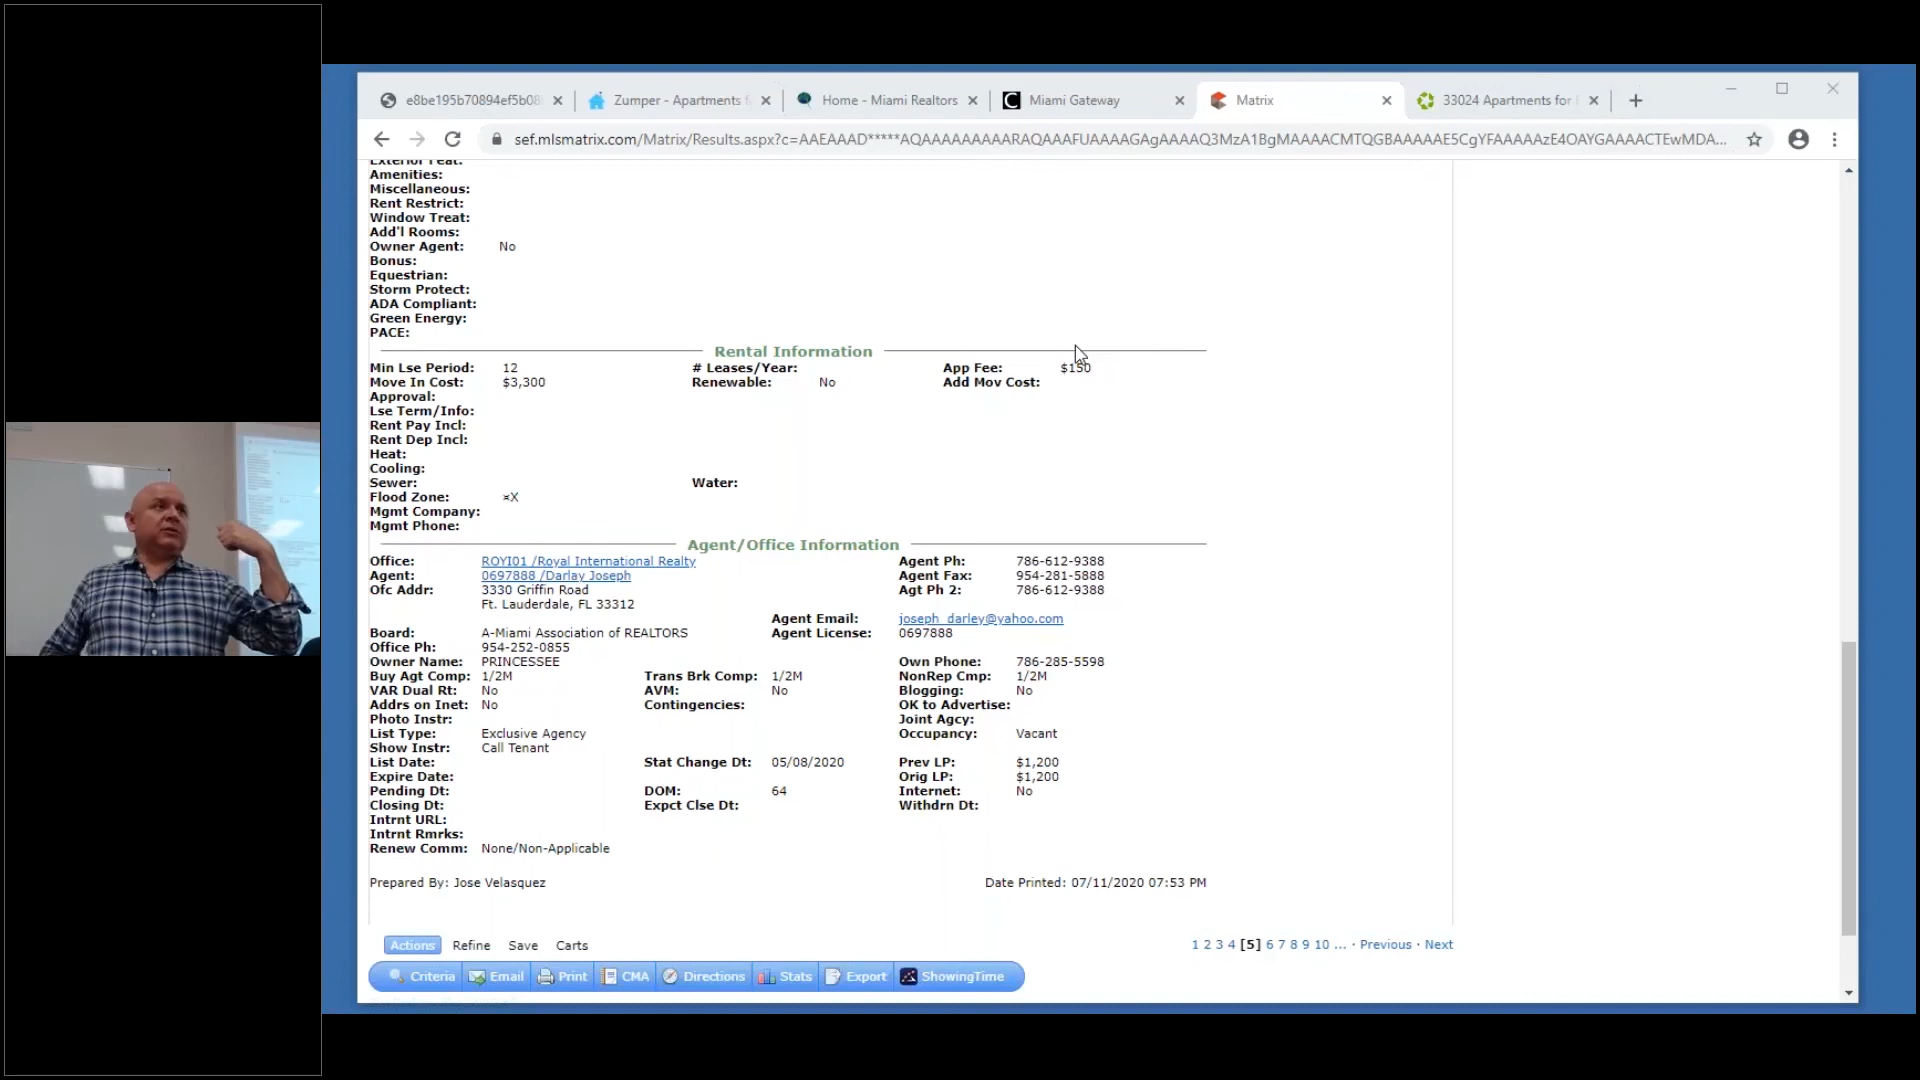 e8be195b70894ef5b08
Zumper - Apartments f
Home - Miami Realtors
Miami Gateway
Matrix
33024 Apartments for
sef.mlsmatrix.com/Matrix/Results.aspx?c=AAEAAAD*****AQAAAAAAAAARAQAAAFUAAAAGAgAAAAQ3MzA1BgMAAAACMTQGBAAAAAE5CgYFAAAAAzE4OAYGAAAACTEwMDA...
Exterior Feat:
Amenities:
Miscellaneous:
Rent Restrict:
Window Treat:
Add'l Rooms:
Owner Agent: No
Bonus:
Equestrian:
Storm Protect:
ADA Compliant:
Green Energy:
PACE:
Rental Information
Min Lse Period: 12 # Leases/Year: App Fee: $150
Move In Cost: $3,300 Renewable: No Add Mov Cost:
Approval:
Lse Term/Info:
Rent Pay Incl:
Rent Dep Incl:
Heat:
Cooling:
Sewer: Water:
Flood Zone: ¤X
Mgmt Company:
Mgmt Phone:
Agent/Office Information
Office: ROYI01 /Royal International Realty Agent Ph: 786-612-9388
Agent: 0697888 /Darlay Joseph Agent Fax: 954-281-5888
Ofc Addr: 3330 Griffin Road Agt Ph 2: 786-612-9388
Ft. Lauderdale, FL 33312
Agent Email: joseph_darley@yahoo.com
Board: A-Miami Association of REALTORS Agent License: 0697888
Office Ph: 954-252-0855
Owner Name: PRINCESSEE Own Phone: 786-285-5598
Buy Agt Comp: 1/2M Trans Brk Comp: 1/2M NonRep Cmp: 1/2M
VAR Dual Rt: No AVM: No Blogging: No
Addrs on Inet: No Contingencies: OK to Advertise:
Photo Instr: Joint Agcy:
List Type: Exclusive Agency Occupancy: Vacant
Show Instr: Call Tenant
List Date: Stat Change Dt: 05/08/2020 Prev LP: $1,200
Expire Date: Orig LP: $1,200
Pending Dt: DOM: 64 Internet: No
Closing Dt: Expct Clse Dt: Withdrn Dt:
Intrnt URL:
Intrnt Rmrks:
Renew Comm: None/Non-Applicable
Prepared By: Jose Velasquez Date Printed: 07/11/2020 07:53 PM
Actions Refine Save Carts 1 2 3 4 [5] 6 7 8 9 10 ... · Previous · Next
Criteria Email Print CMA Directions Stats Export ShowingTime